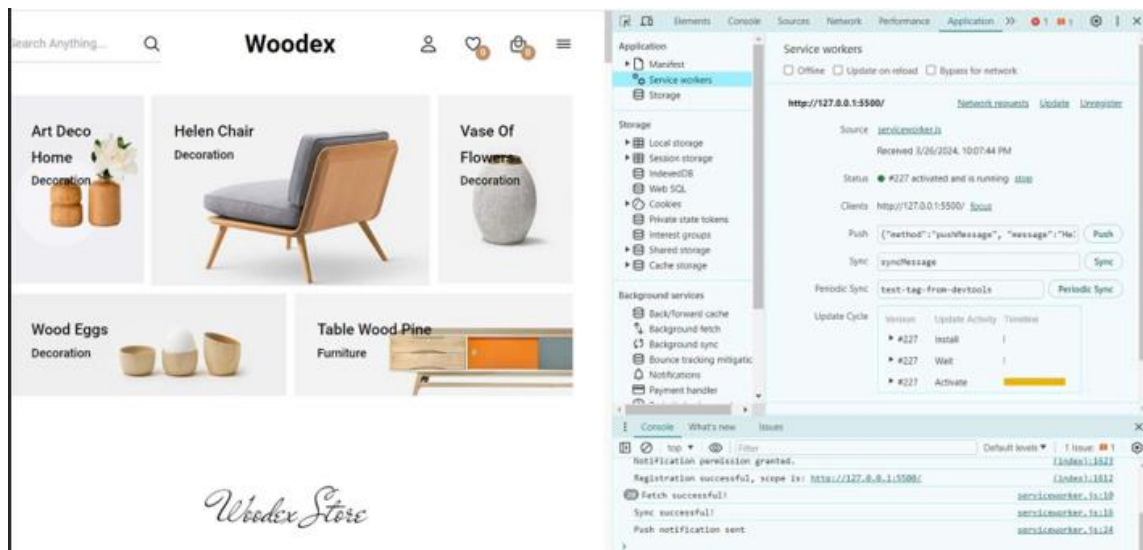 Search Anything...
Woodex
0
0
Art Deco
Home
Decoration
Helen Chair
Decoration
Vase Of
Flowers
Decoration
Wood Eggs
Decoration
Table Wood Pine
Furniture
Woodex Store
Elements Console Sources Network Performance Application 1 1
Application
Manifest
Service workers
Storage
Storage
Local storage
Session storage
IndexedDB
Web SQL
Cookies
Private state tokens
Interest groups
Shared storage
Cache storage
Background services
Back/forward cache
Background fetch
Background sync
Bounce tracking mitigatic
Notifications
Payment handler
Service workers
Offline Update on reload Bypass for network
http://127.0.0.1:5500/ Network requests Update Unregister
Source serviceworker.js
Received 3/26/2024, 10:07:44 PM
Status #227 activated and is running stop
Clients http://127.0.0.1:5500/ focus
Push {"method":"pushMessage", "message":"He: Push
Sync syncMessage Sync
Periodic Sync test-tag-from-devtools Periodic Sync
Update Cycle Version Update Activity Timeline
#227 Install
#227 Wait
#227 Activate
Console What's new Issues
top Filter Default levels 1 Issue: 1
Notification permission granted. (index):1623
Registration successful, scope is: http://127.0.0.1:5500/ (index):1612
Fetch successful! serviceworker.js:10
Sync successful! serviceworker.js:18
Push notification sent serviceworker.js:24